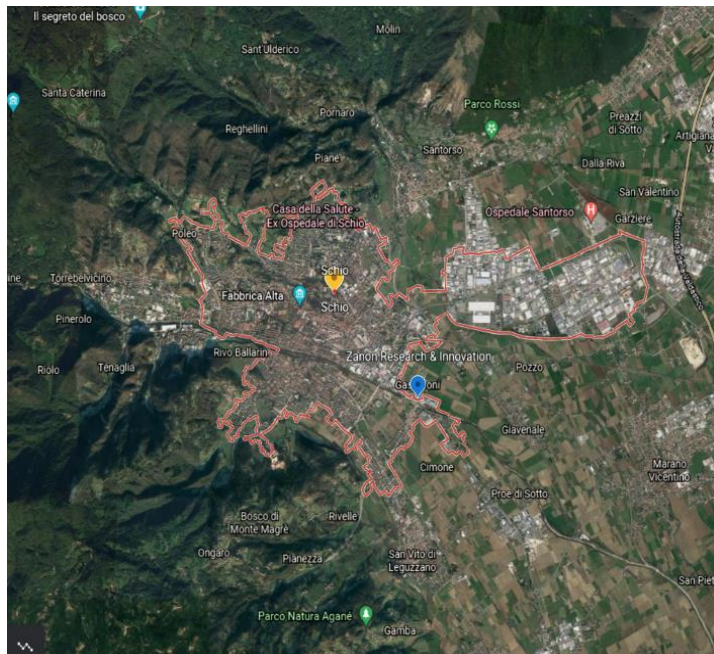 Il segreto del bosco
Molin
Sant'Ulderico
Santa Caterina
Parco Rossi
Pornaro
Preazzi
di Sotto
Reghellini
Artigiana
Santorso
Piane
Dalla Riva
San Valentino
Casa della Salute -
Ex Ospedale di Schio
Ospedale Santorso
H
Garziere
Poleo
Schio
Torrebelvicino
Fabbrica Alta
Schio
Pinerolo
Rivo Ballarin
Zanon Research & Innovation
Tenaglia
Riolo
Pozzo
Giavenale
Cimone
Marano
Vicentino
Proe di Sotto
Bosco di
Monte Magrè
Rivelle
Ongaro
Pianezza
San Vito di
Leguzzano
San Piet
Parco Natura Agané
Gamba